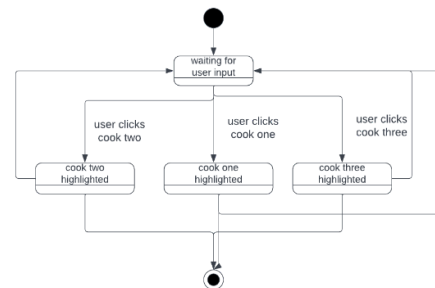 waiting for
user input
user clicks
cook two
user clicks
cook one
user clicks
cook three
cook two
highlighted
cook one
highlighted
cook three
highlighted